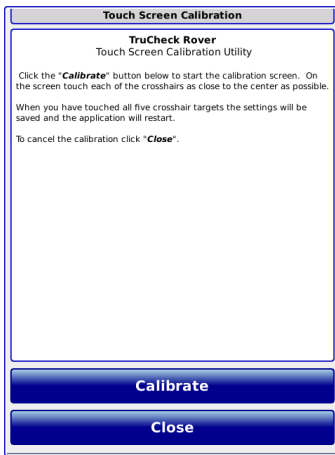 Touch Screen Calibration
TruCheck Rover
Touch Screen Calibration Utility
Click the "Calibrate" button below to start the calibration screen. On
the screen touch each of the crosshairs as close to the center as possible.
When you have touched all five crosshair targets the settings will be
saved and the application will restart.
To cancel the calibration click "Close".
Calibrate
Close